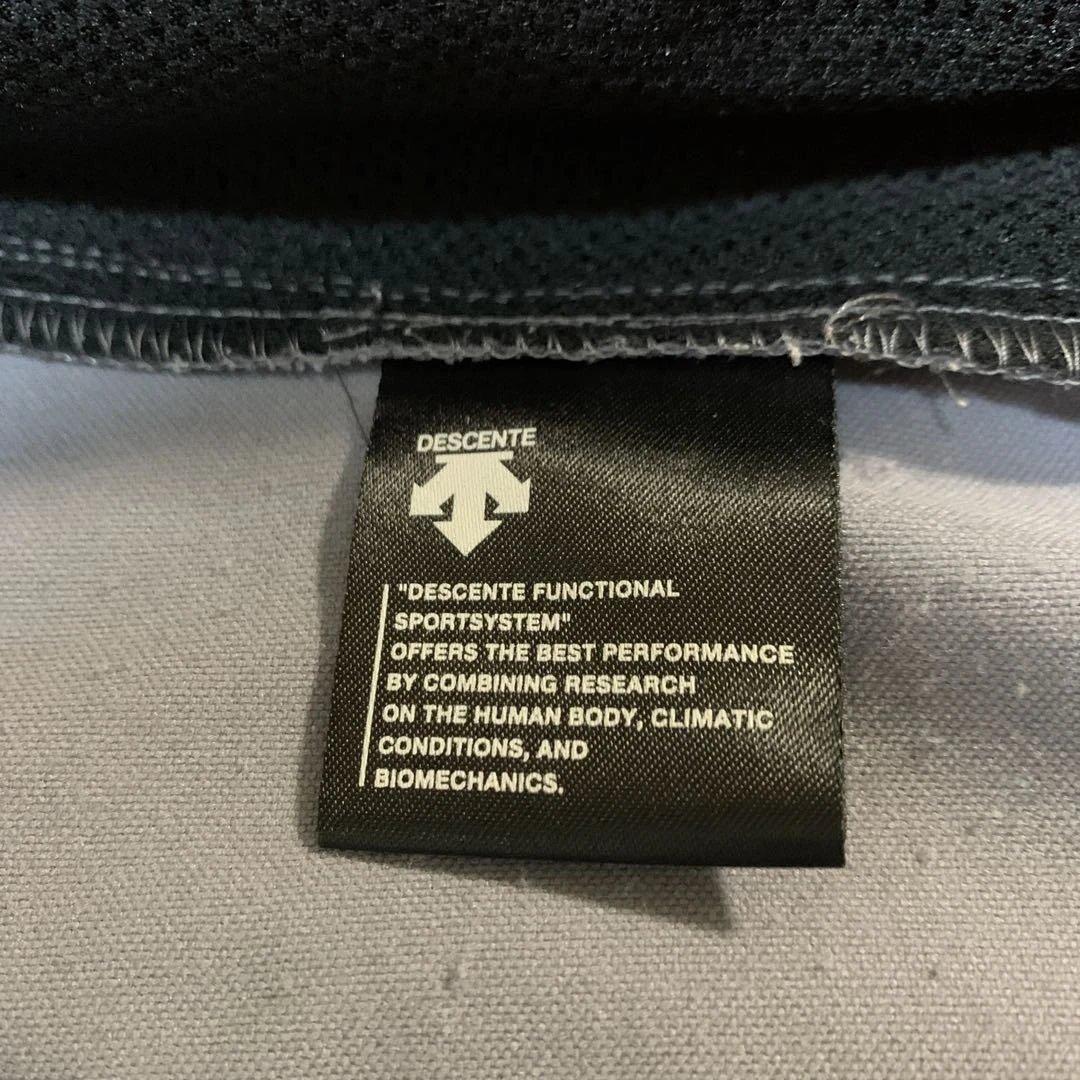 DESCENTE
"DESCENTE FUNCTIONAL
SPORTSYSTEM"
OFFERS THE BEST PERFORMANCE
BY COMBINING RESEARCH
ON THE HUMAN BODY, CLIMATIC
CONDITIONS, AND
BIOMECHANICS.